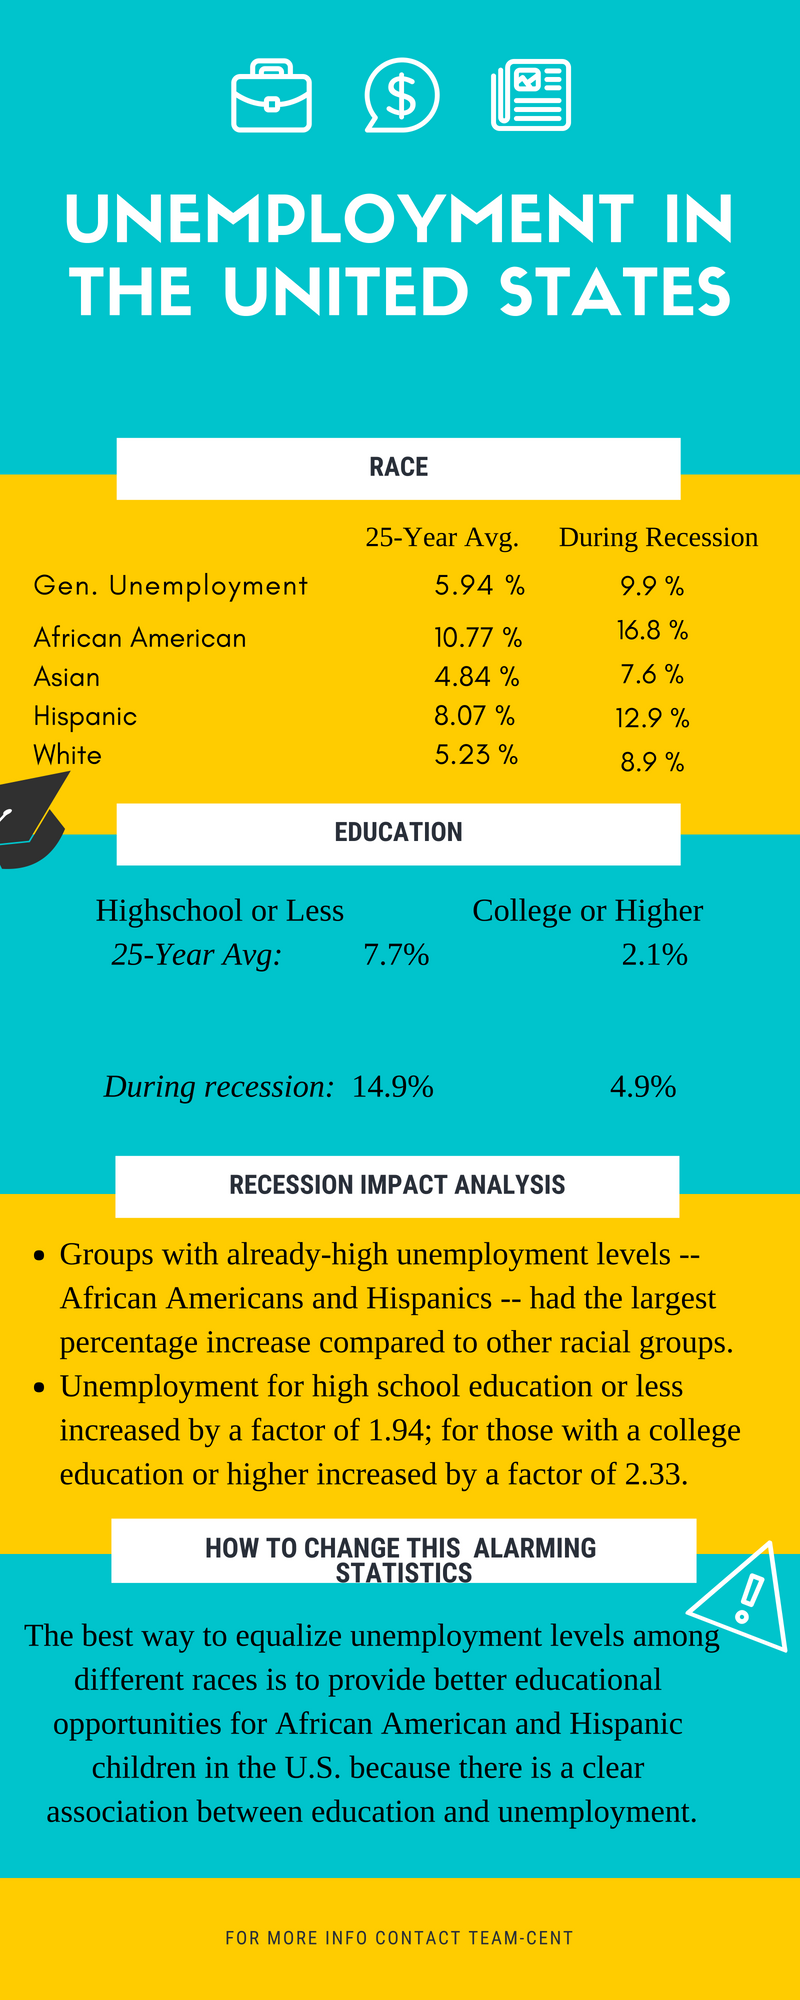 UNEMPLOYMENT IN
THE UNITED STATES
RACE
25-Year Avg. During Recession
Gen. Unemployment 5.94 % 9.9 %
African American 10.77 % 16.8 %
Asian 4.84 % 7.6 %
Hispanic 8.07 % 12.9 %
White 5.23 % 8.9 %
EDUCATION
Highschool or Less College or Higher
25-Year Avg: 7.7% 2.1%
During recession: 14.9% 4.9%
RECESSION IMPACT ANALYSIS
• Groups with already-high unemployment levels --
African Americans and Hispanics -- had the largest
percentage increase compared to other racial groups.
• Unemployment for high school education or less
increased by a factor of 1.94; for those with a college
education or higher increased by a factor of 2.33.
HOW TO CHANGE THIS ALARMING
STATISTICS
The best way to equalize unemployment levels among
different races is to provide better educational
opportunities for African American and Hispanic
children in the U.S. because there is a clear
association between education and unemployment.
FOR MORE INFO CONTACT TEAM-CENT